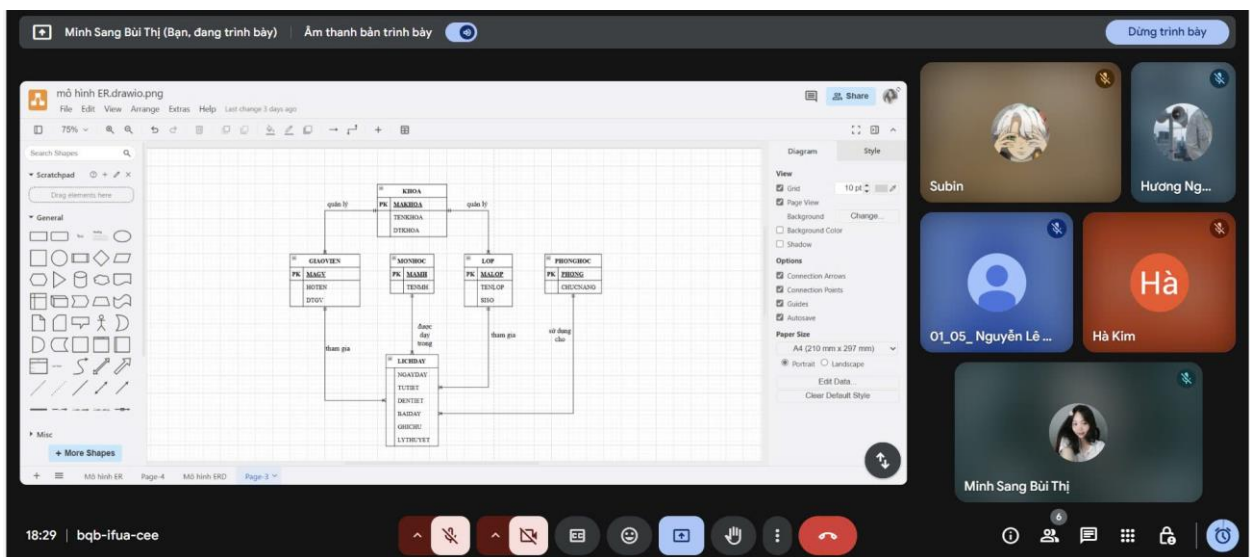 Minh Sang Bùi Thị (Bạn, đang trình bày)
Âm thanh bản trình bày
Dừng trình bày
mô hình ER.drawio.png
File Edit View Arrange Extras Help Last change 3 days ago
Share
75%
Search Shapes
Scratchpad
Drag elements here
General
Misc
+ More Shapes
KHOA
PK MAKHOA
TENKHOA
DTKHOA
quản lý
quản lý
GIAOVIEN
PK MAGV
HOTEN
DTGV
MONHOC
PK MAMH
TENMH
LOP
PK MALOP
TENLOP
SISO
PHONGHOC
PK PHONG
CHUCNANG
tham gia
được
dạy
trong
tham gia
sử dụng
cho
LICHDAY
NGAYDAY
TUTIET
DENTIET
BAIDAY
GHICHU
LYTHUYET
Diagram Style
View
Grid 10 pt
Page View
Background Change...
Background Color
Shadow
Options
Connection Arrows
Connection Points
Guides
Autosave
Paper Size
A4 (210 mm x 297 mm)
Portrait Landscape
Edit Data...
Clear Default Style
Mô hình ER Page-4 Mô hình ERD Page-3
Subin
Hương Ng...
01_05_ Nguyễn Lê ...
Hà
Hà Kim
Minh Sang Bùi Thị
18:29 | bqb-ifua-cee
6